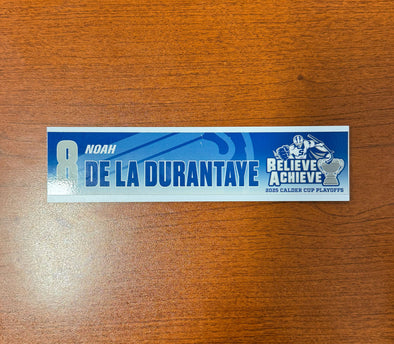 8
NOAH
DE LA DURANTAYE
BELIEVE
ACHIEVE
2025 CALDER CUP PLAYOFFS